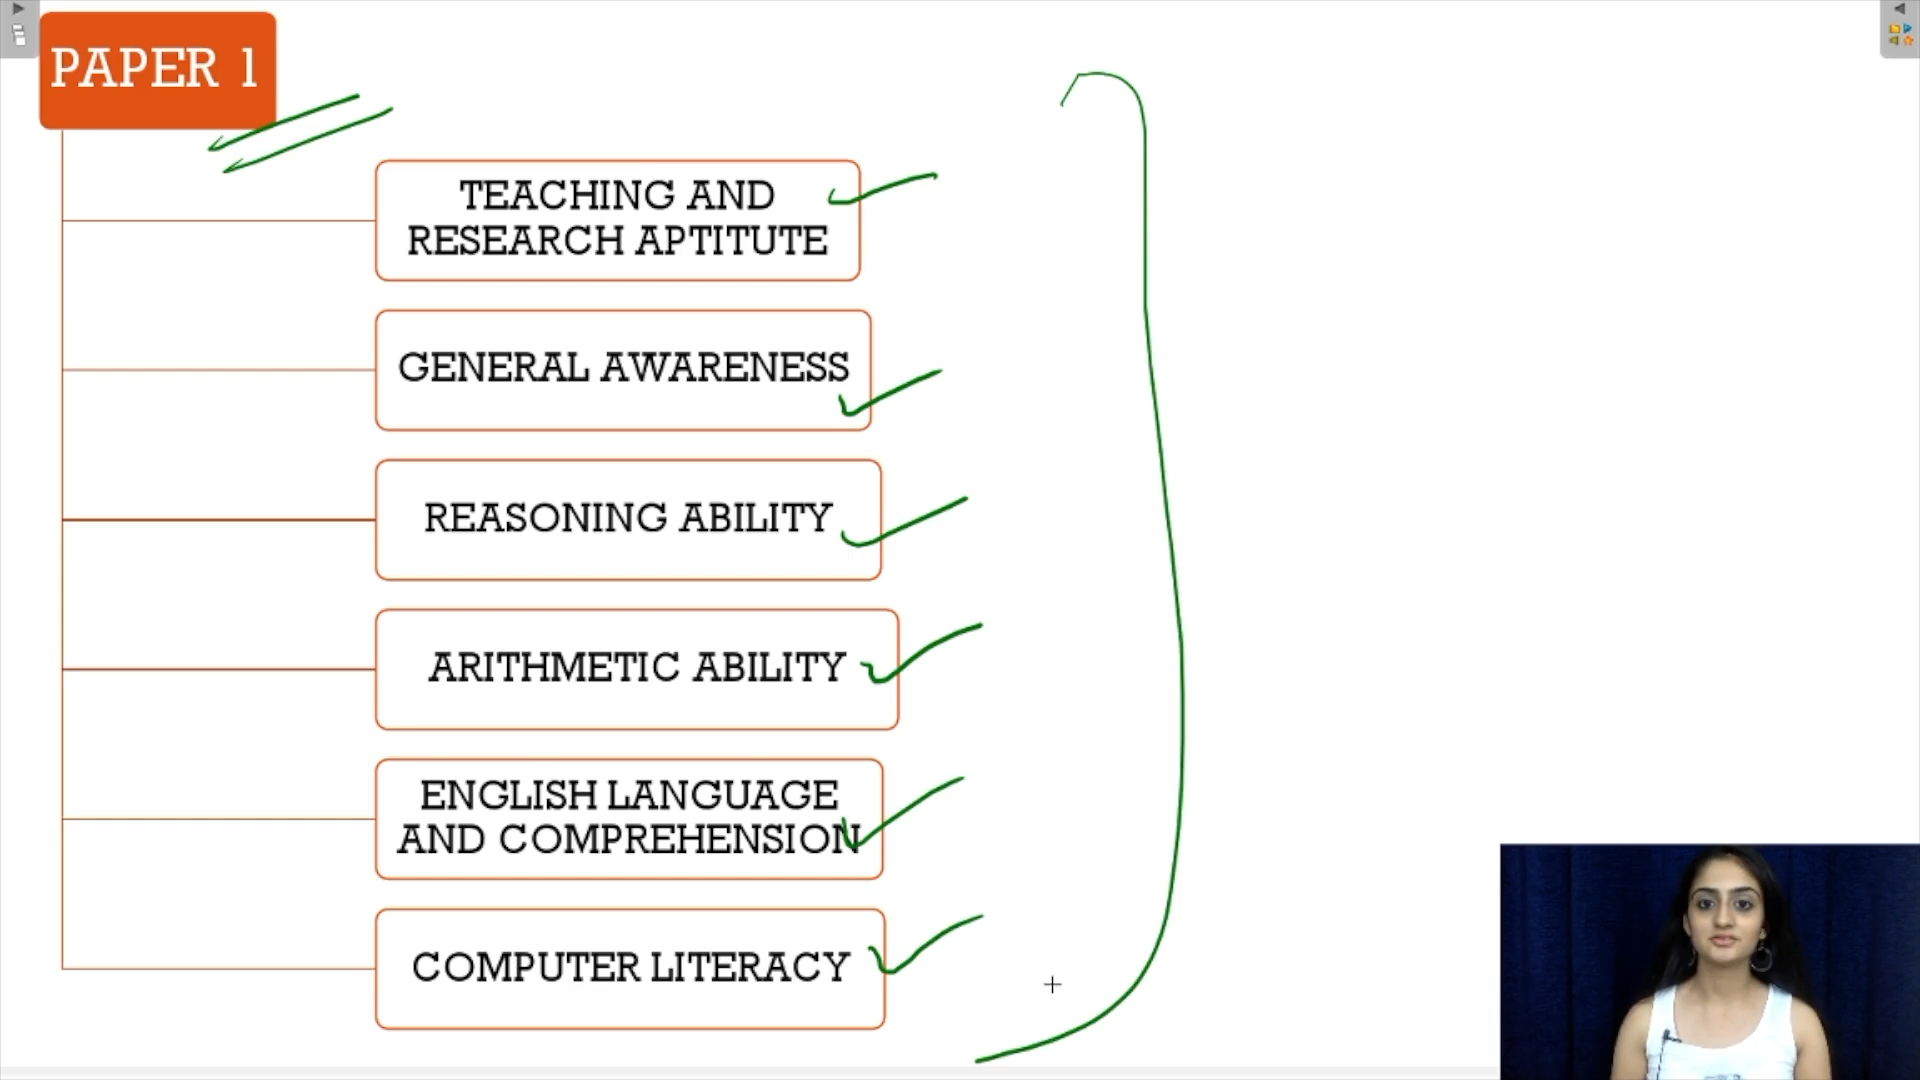 PAPER 1
TEACHING AND
RESEARCH APTITUTE
GENERAL AWARENESS
REASONING ABILITY
ARITHMETIC ABILITY
ENGLISH LANGUAGE
AND COMPREHENSION
COMPUTER LITERACY